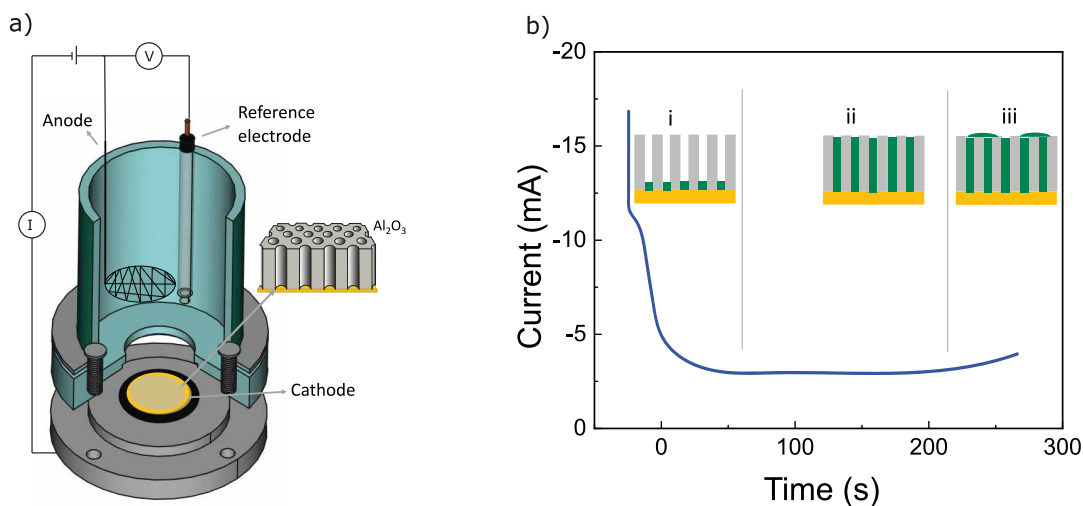 a)
V
Anode
Reference
electrode
I
Al₂O₃
Cathode
b)
-20
-15
-10
-5
0
Current (mA)
i
ii
iii
0
100
200
300
Time (s)